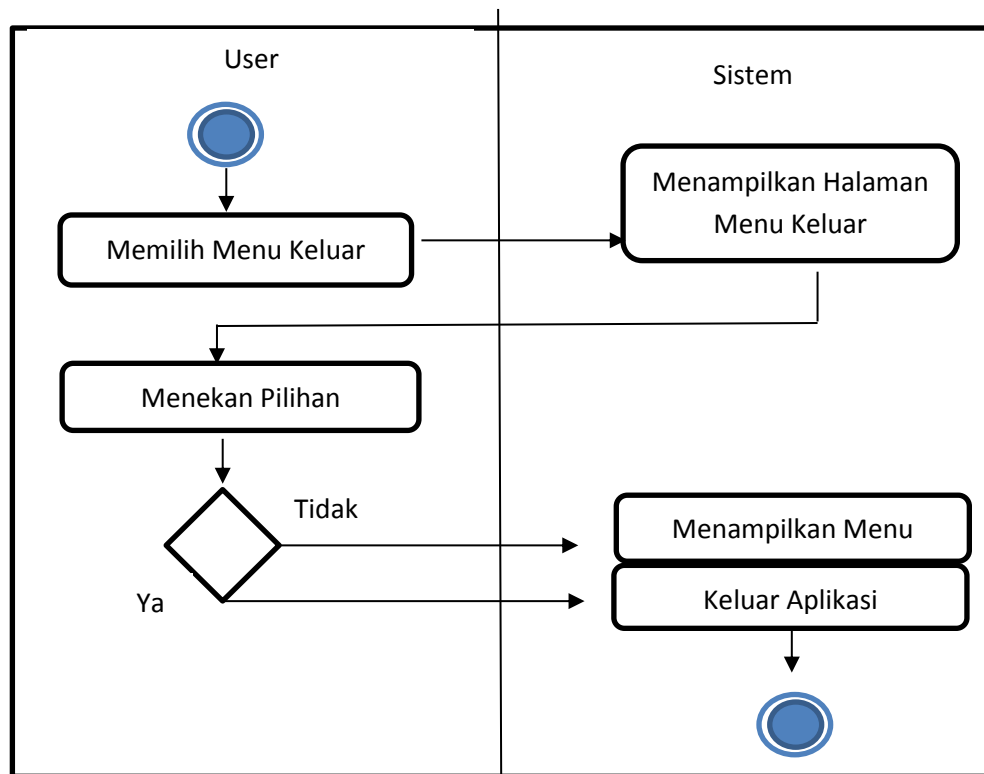 User
Sistem
Menampilkan Halaman
Menu Keluar
Memilih Menu Keluar
Menekan Pilihan
Tidak
Menampilkan Menu
Ya
Keluar Aplikasi